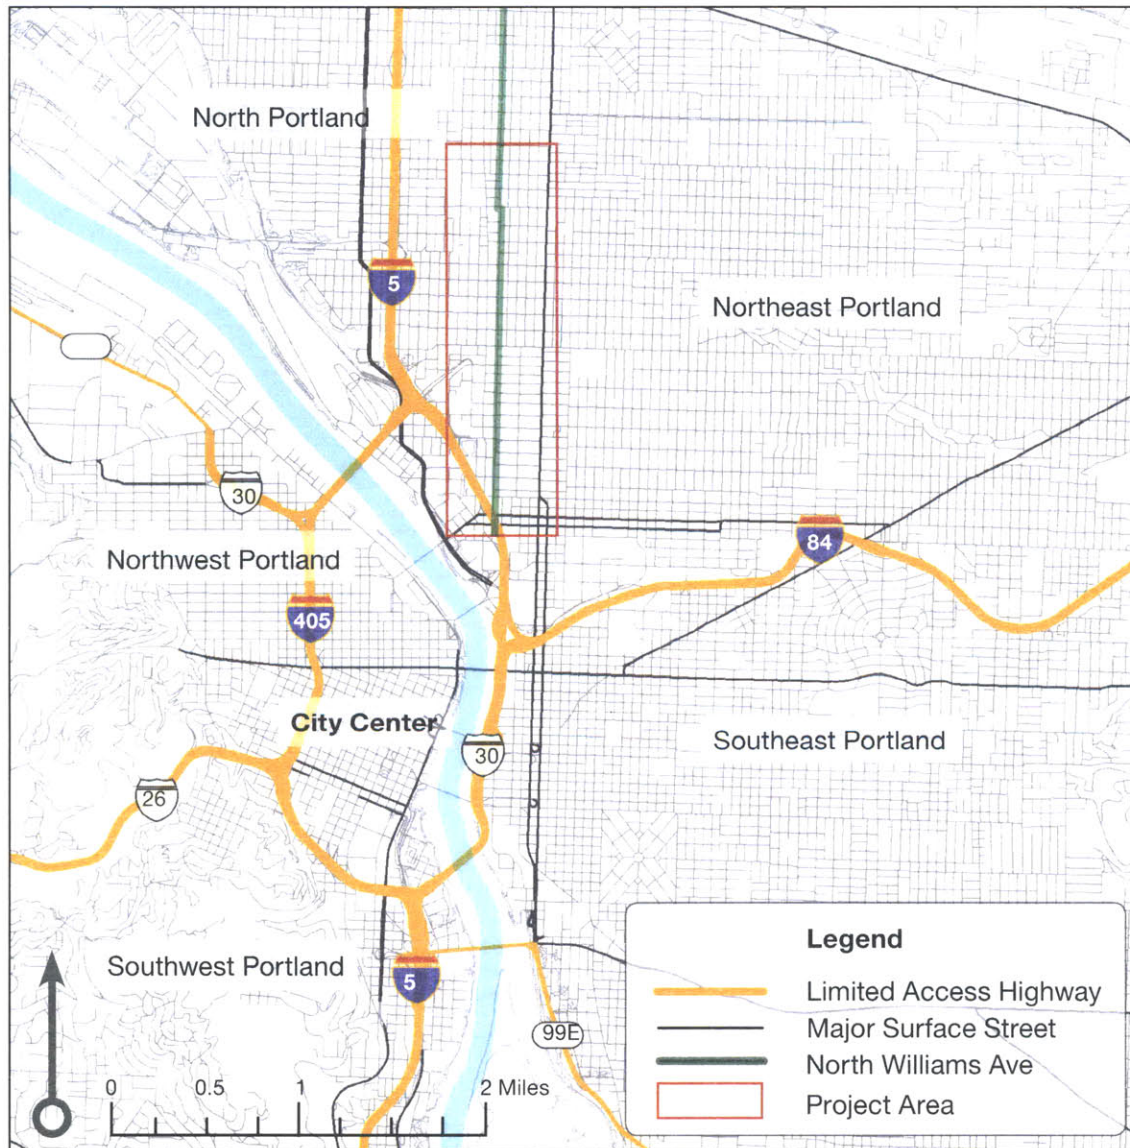 North Portland
5
Northeast Portland
30
84
Northwest Portland
405
City Center
30
Southeast Portland
26
Southwest Portland
5
99E
Legend
Limited Access Highway
Major Surface Street
North Williams Ave
Project Area
0 0.5 1 2 Miles